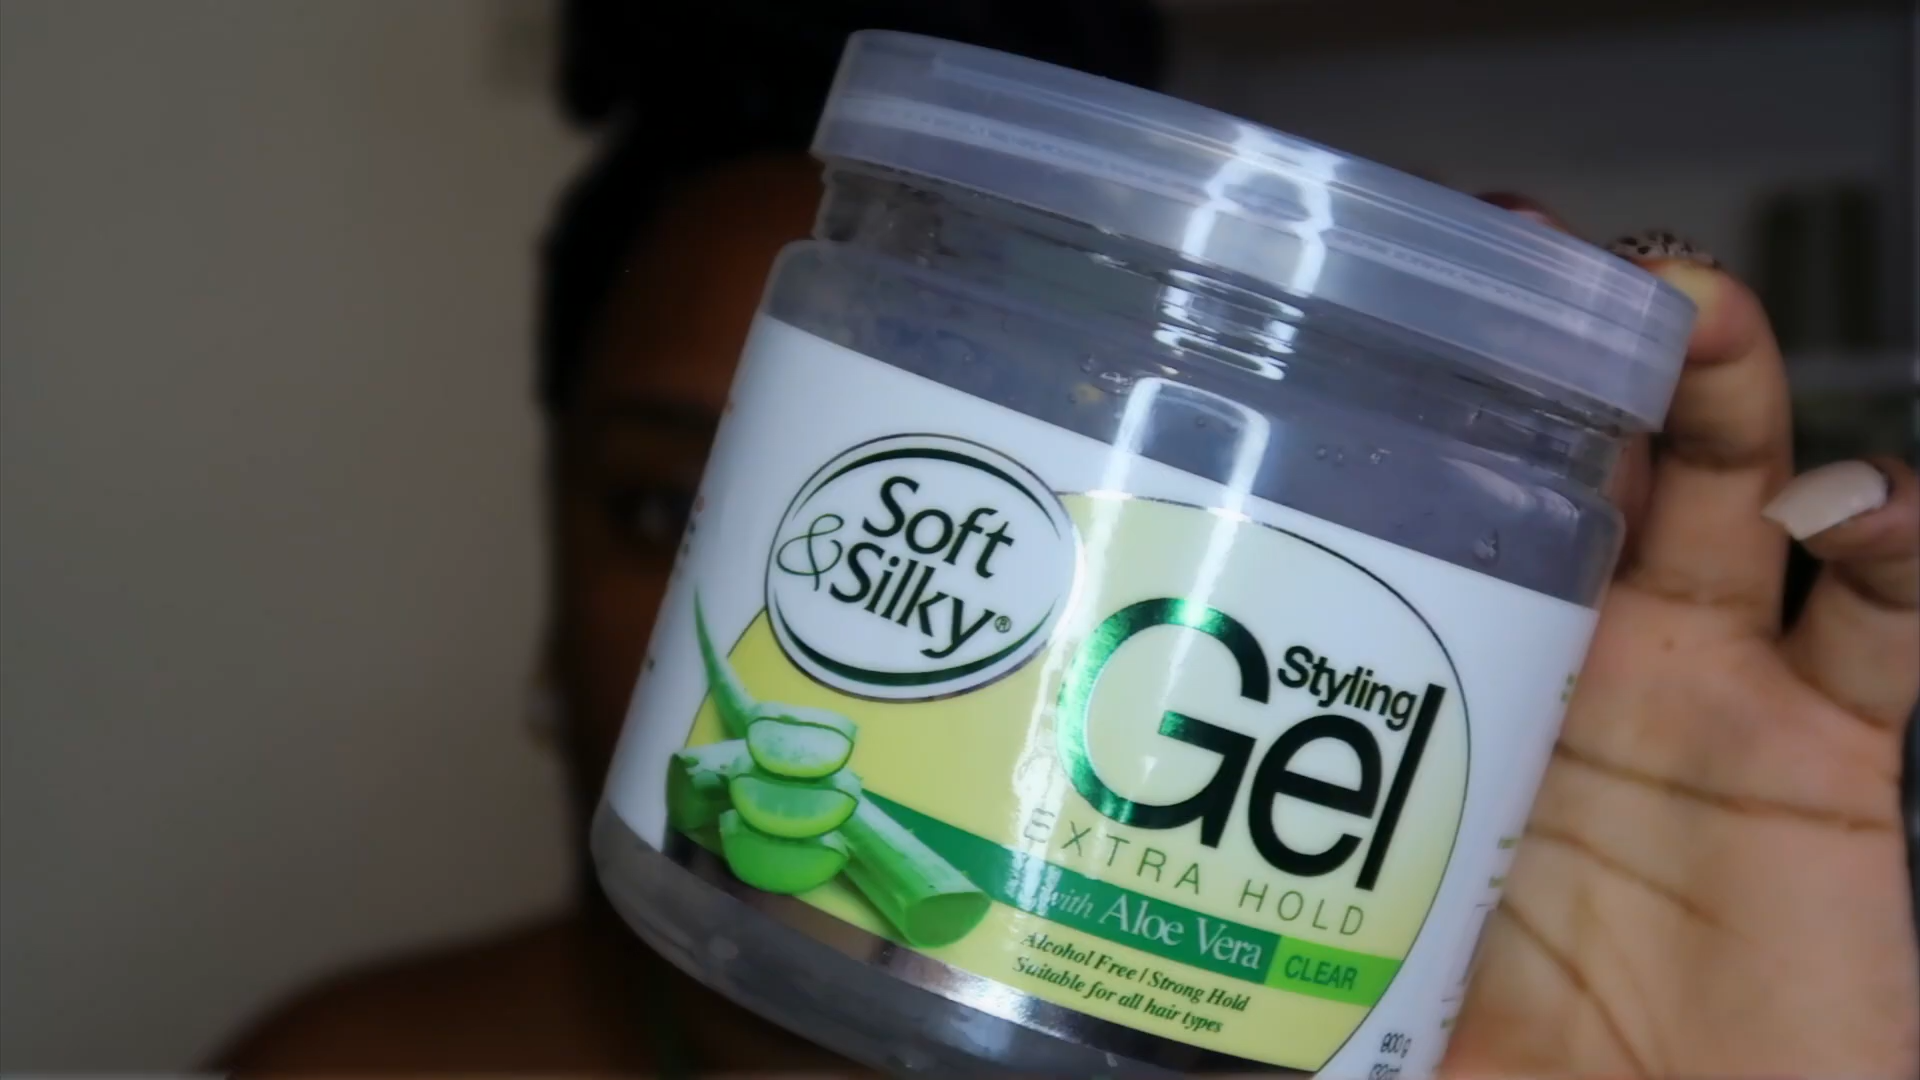 Soft
& Silky®
Styling
Gel
EXTRA HOLD
with Aloe Vera
CLEAR
Alcohol Free | Strong Hold
Suitable for all hair types
900 g